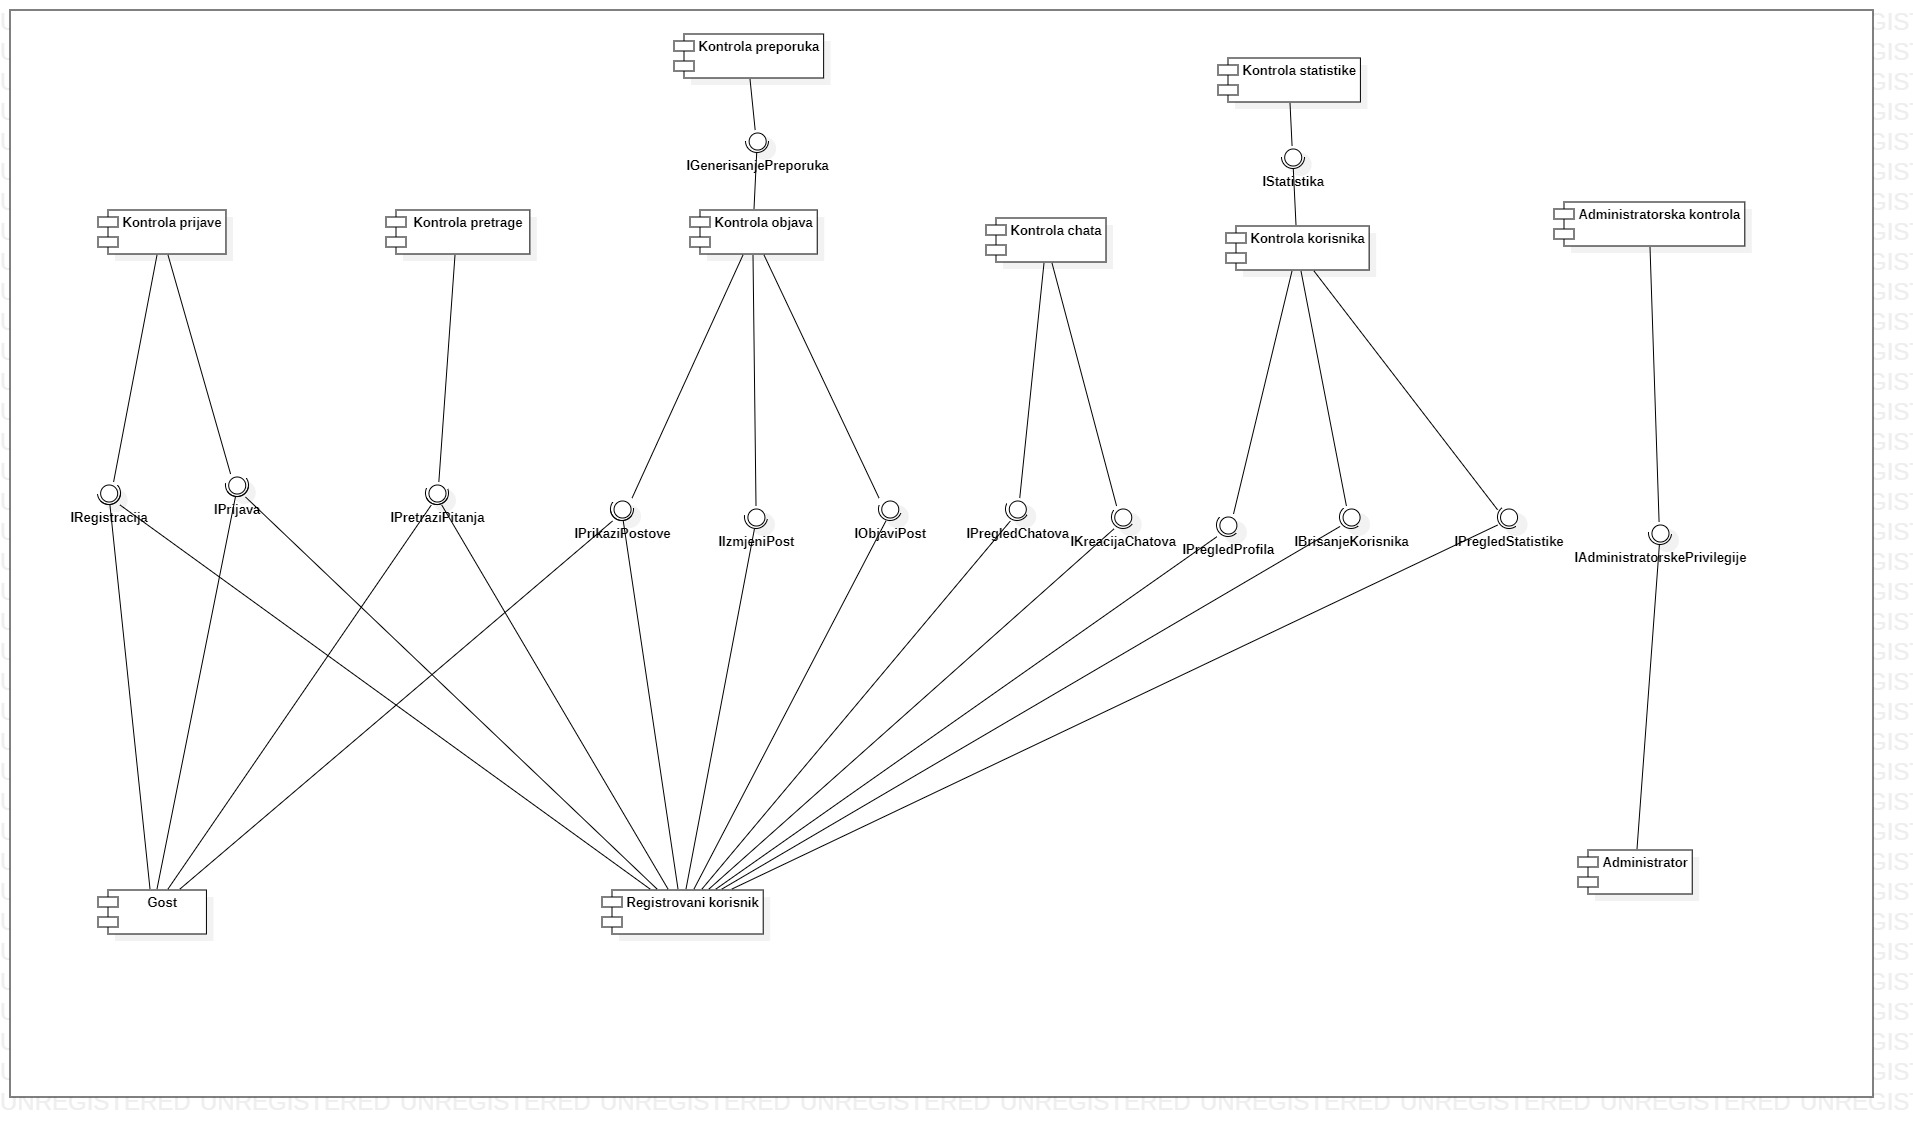 Kontrola preporuka
Kontrola statistike
IGenerisanjePreporuka
IStatistika
Kontrola prijave
Kontrola pretrage
Kontrola objava
Kontrola chata
Kontrola korisnika
Administratorska kontrola
IRegistracija
IPrijava
IPretraziPitanja
IPrikaziPostove
IIzmjeniPost
IObjaviPost
IPregledChatova
IKreacijaChatova
IPregledProfila
IBrisanjeKorisnika
IPregledStatistike
IAdministratorskePrivilegije
Gost
Registrovani korisnik
Administrator
UNREGISTERED UNREGISTERED UNREGISTERED UNREGISTERED UNREGISTERED UNREGISTERED UNREGISTERED UNREGISTERED UNREGISTERED UNREGIS